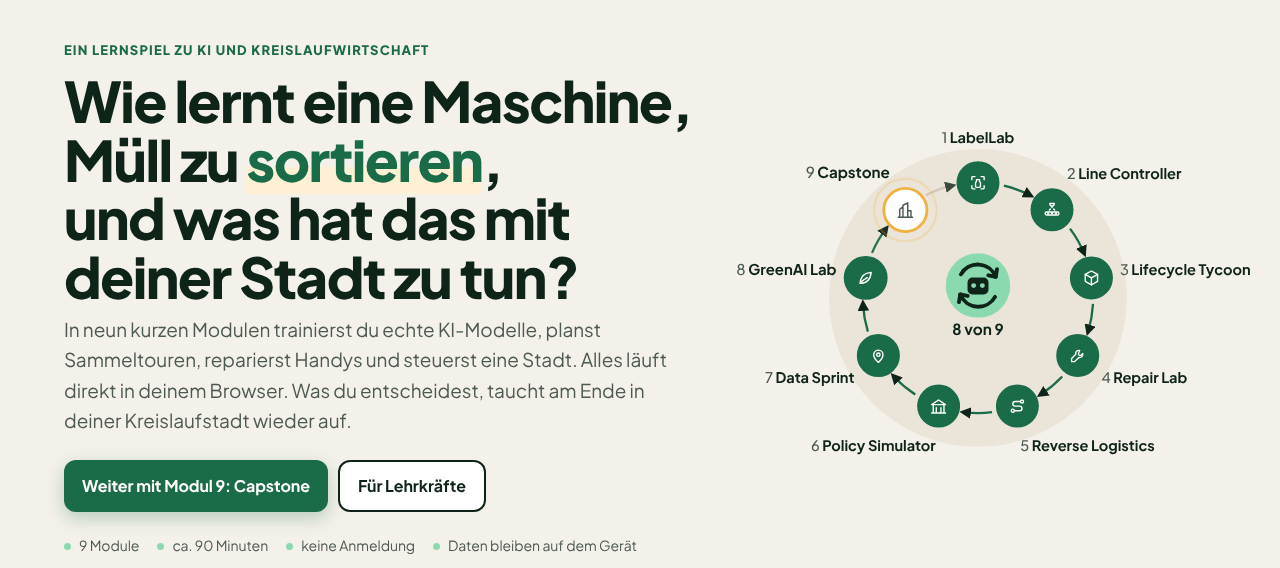 EIN LERNSPIEL ZU KI UND KREISLAUFWIRTSCHAFT
Wie lernt eine Maschine,
Müll zu sortieren,
und was hat das mit
deiner Stadt zu tun?
In neun kurzen Modulen trainierst du echte KI-Modelle, planst
Sammeltouren, reparierst Handys und steuerst eine Stadt. Alles läuft
direkt in deinem Browser. Was du entscheidest, taucht am Ende in
deiner Kreislaufstadt wieder auf.
Weiter mit Modul 9: Capstone
Für Lehrkräfte
9 Module
ca. 90 Minuten
keine Anmeldung
Daten bleiben auf dem Gerät
1 LabelLab
2 Line Controller
3 Lifecycle Tycoon
4 Repair Lab
5 Reverse Logistics
6 Policy Simulator
7 Data Sprint
8 GreenAI Lab
9 Capstone
8 von 9